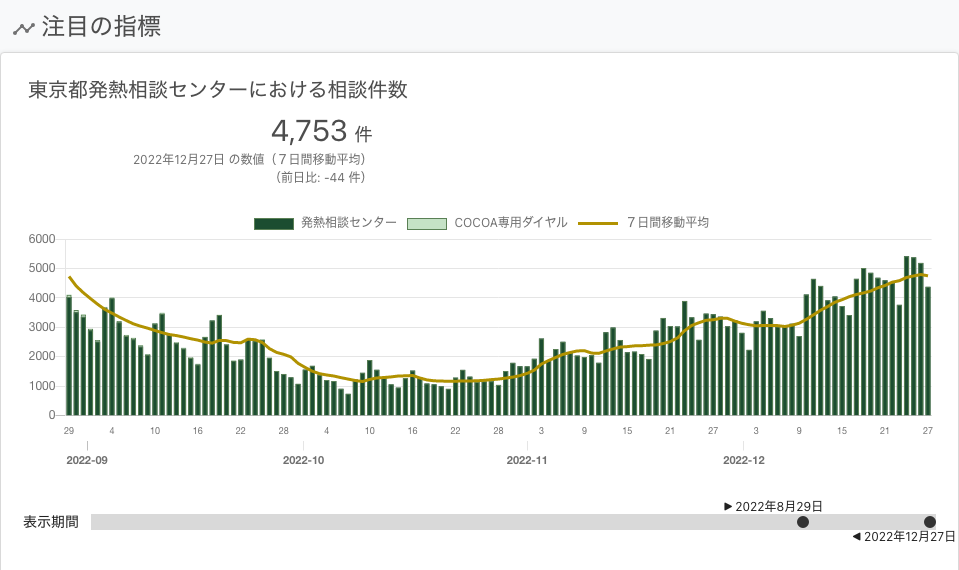 注目の指標
東京都発熱相談センターにおける相談件数
4,753 件
2022年12月27日 の数値（７日間移動平均）
（前日比: -44 件）
発熱相談センター COCOA専用ダイヤル ７日間移動平均
6000
5000
4000
3000
2000
1000
0
29 4 10 16 22 28 4 10 16 22 28 3 9 15 21 27 3 9 15 21 27
2022-09 2022-10 2022-11 2022-12
▶ 2022年8月29日
表示期間
◀ 2022年12月27日